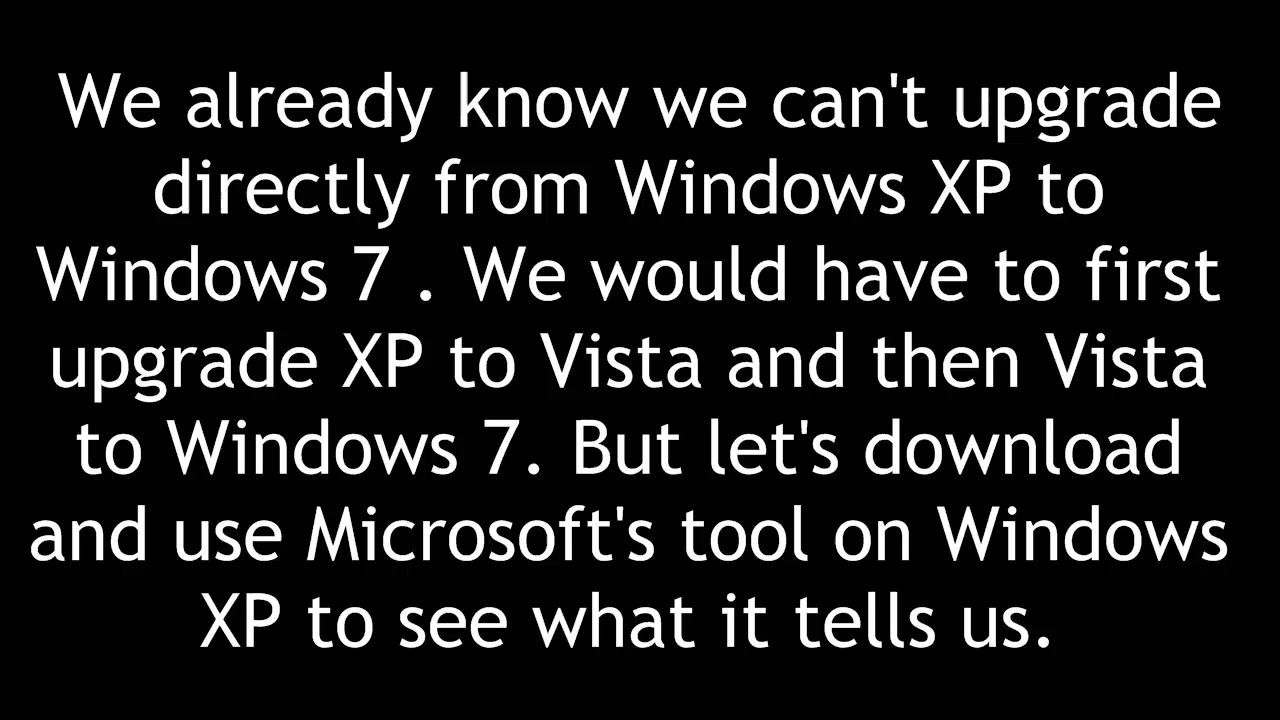 We already know we can't upgrade
directly from Windows XP to
Windows 7 . We would have to first
upgrade XP to Vista and then Vista
to Windows 7. But let's download
and use Microsoft's tool on Windows
XP to see what it tells us.